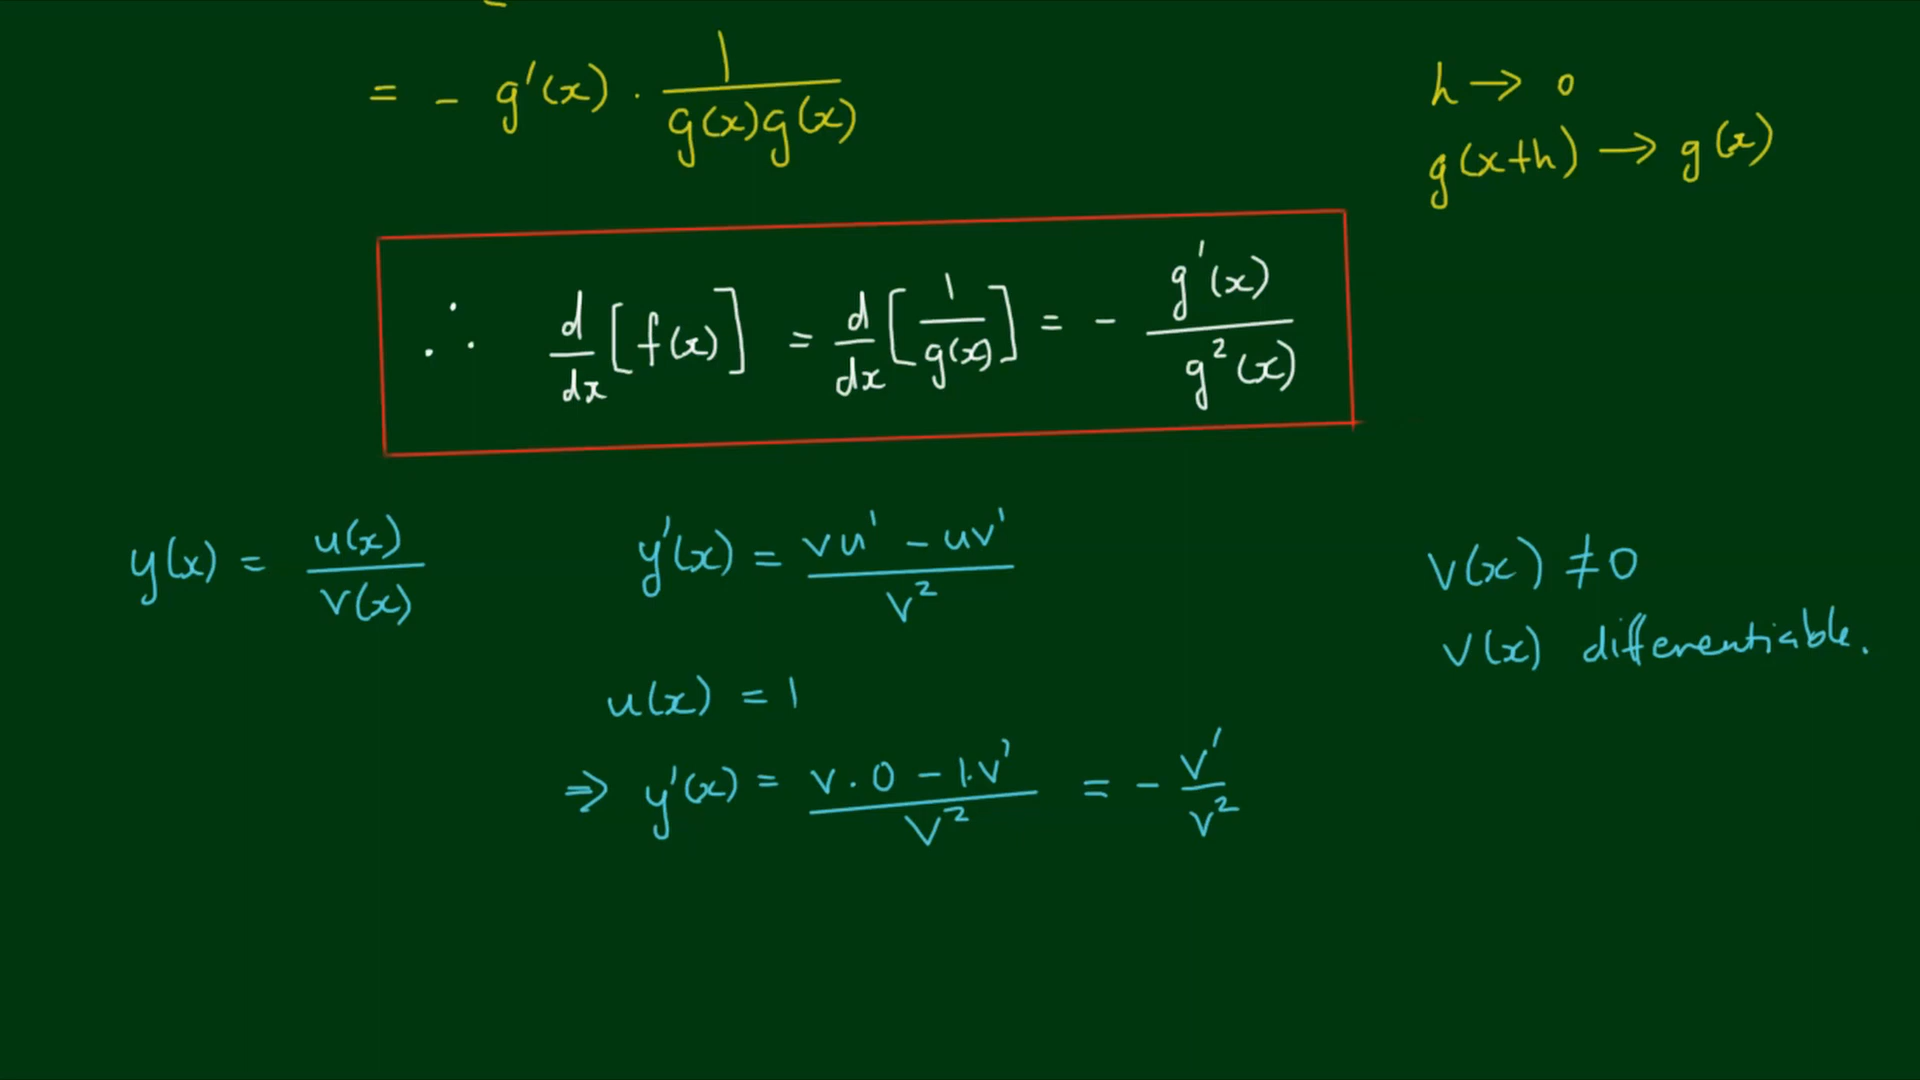 = - g'(x) · 1/(g(x)g(x))
h → 0
g(x+h) → g(x)
∴ d/dx [f(x)] = d/dx [1/g(x)] = - g'(x)/g²(x)
y(x) = u(x)/v(x)   y'(x) = (vu' - uv')/v²   v(x) ≠ 0
v(x) differentiable.
u(x) = 1
⇒ y'(x) = (v · 0 - 1·v')/v² = - v'/v²